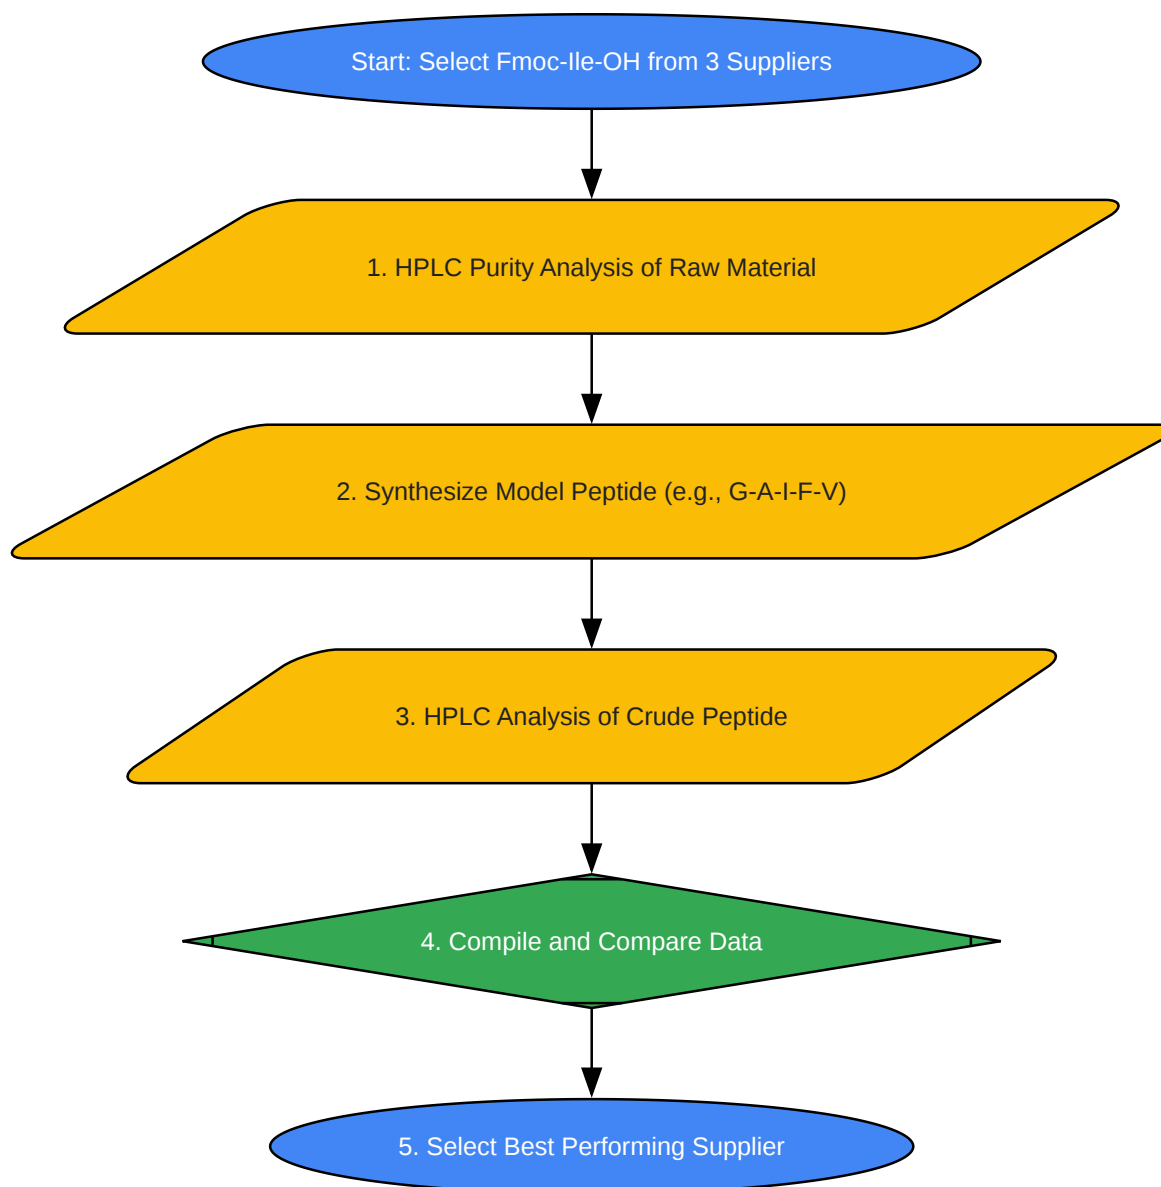 Start: Select Fmoc-Ile-OH from 3 Suppliers
1. HPLC Purity Analysis of Raw Material
2. Synthesize Model Peptide (e.g., G-A-I-F-V)
3. HPLC Analysis of Crude Peptide
4. Compile and Compare Data
5. Select Best Performing Supplier